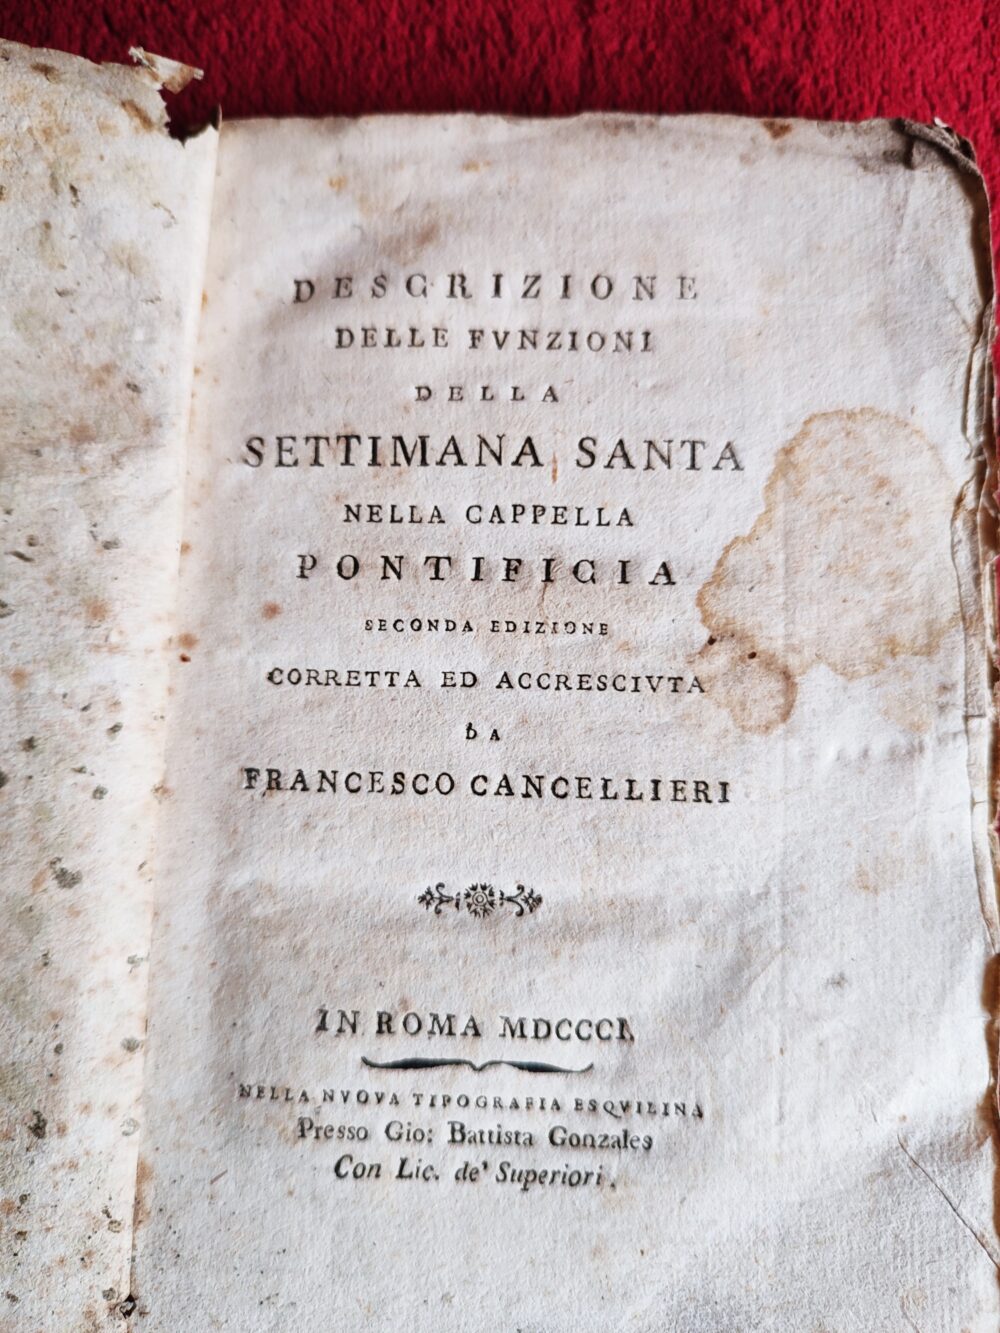 DESCRIZIONE
DELLE FVNZIONI
DELLA
SETTIMANA SANTA
NELLA CAPPELLA
PONTIFICIA
SECONDA EDIZIONE
CORRETTA ED ACCRESCIVTA
DA
FRANCESCO CANCELLIERI
IN ROMA MDCCCI.
NELLA NVOVA TIPOGRAFIA ESQVILINA
Presso Gio: Battista Gonzales
Con Lic. de' Superiori.